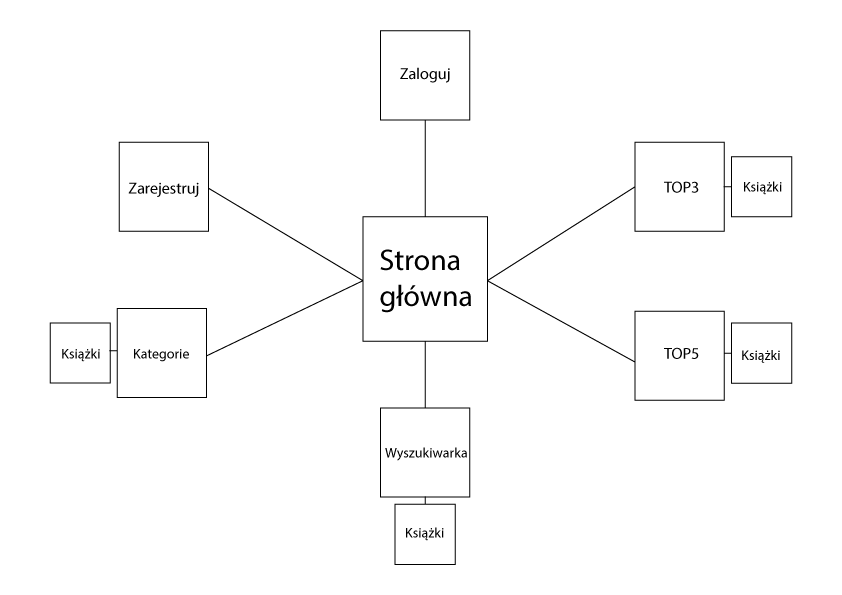 Zaloguj
Zarejestruj
TOP3
Książki
Strona
główna
Książki
Kategorie
TOP5
Książki
Wyszukiwarka
Książki